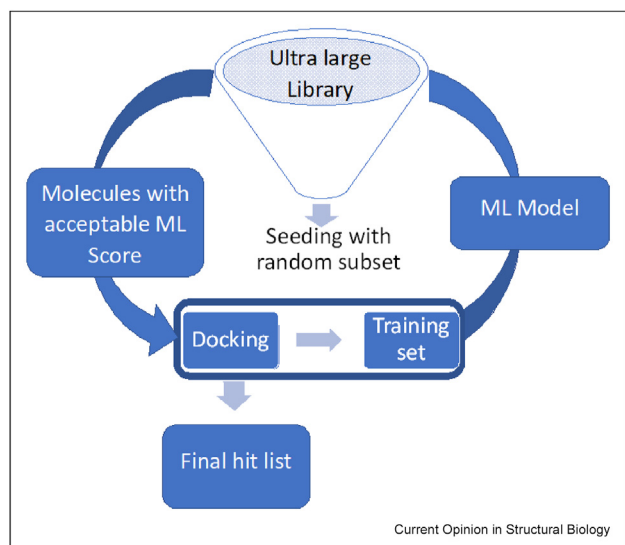 Ultra large
Library
Molecules with
acceptable ML
Score
ML Model
Seeding with
random subset
Docking
Training
set
Final hit list
Current Opinion in Structural Biology